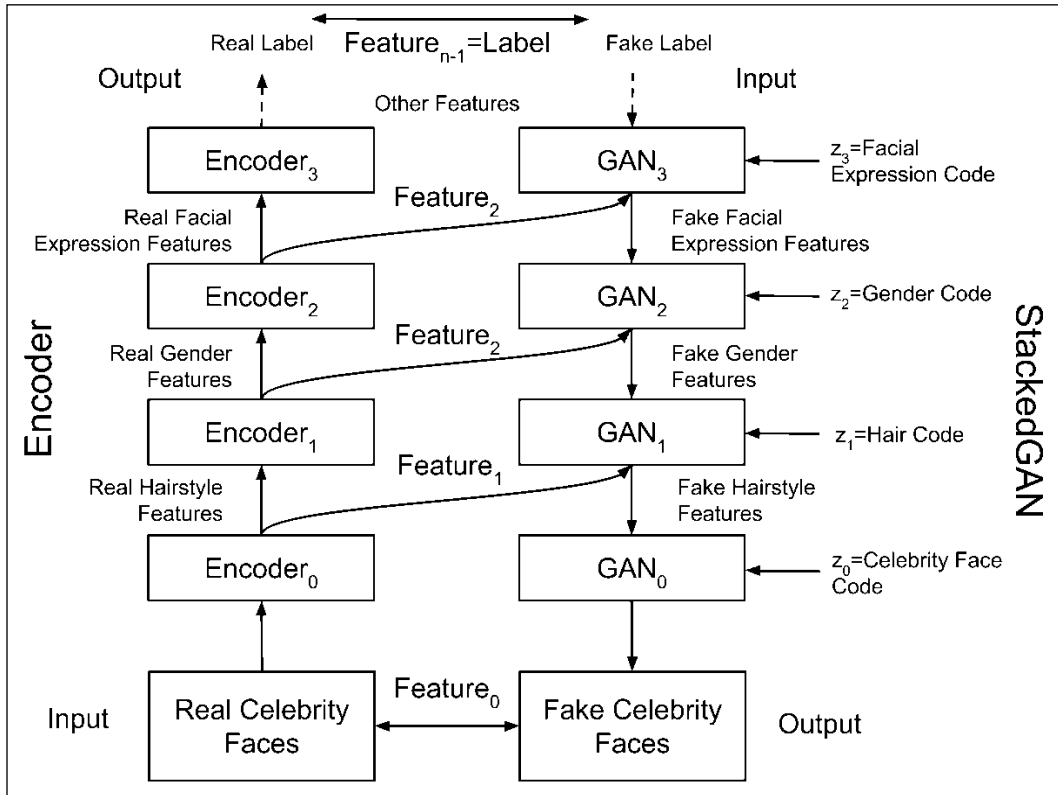 Real Label
Feature_{n-1}=Label
Fake Label
Output
Input
Other Features
Encoder_3
GAN_3
z_3=Facial
Expression Code
Real Facial
Expression Features
Feature_2
Fake Facial
Expression Features
Encoder_2
GAN_2
z_2=Gender Code
Real Gender
Features
Feature_2
Fake Gender
Features
Encoder
StackedGAN
Encoder_1
GAN_1
z_1=Hair Code
Real Hairstyle
Features
Feature_1
Fake Hairstyle
Features
Encoder_0
GAN_0
z_0=Celebrity Face
Code
Input
Real Celebrity
Faces
Feature_0
Fake Celebrity
Faces
Output